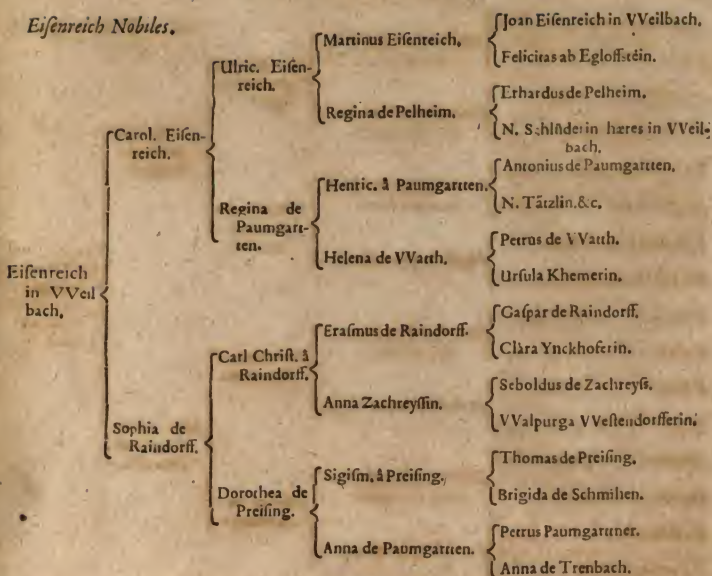 Eiſenreich Nobiles.
Eiſenreich
in VVeil
bach,
Carol. Eiſen-
reich.
Sophia de
Raindorff.
Ulric. Eiſen-
reich.
Regina de
Paumgart-
ten.
Carl Chriſt. â
Raindorff.
Dorothea de
Preiſing.
Martinus Eiſenreich,
Regina de Pelheim,
Henric. â Paumgartten.
Helena de VVarth,
Eraſmus de Raindorff.
Anna Zachreyſſin,
Sigiſm. â Preiſing,
Anna de Paumgartten.
Joan Eiſenreich in VVeilbach,
Felicitas ab Egloffſtein.
Erhardus de Pelheim,
N. Schlüderin hæres in VVeil-
bach,
Antonius de Paumgartten,
N. Tätzlin.&c,
Petrus de VVarth.
Urſula Khemerin.
Gaſpar de Raindorff.
Clàra Ynckhoferin.
Seboldus de Zachreyſs.
VValpurga VVeſtendorfferin.
Thomas de Preiſing,
Brigida de Schmihen.
Petrus Paumgartner.
Anna de Trenbach.